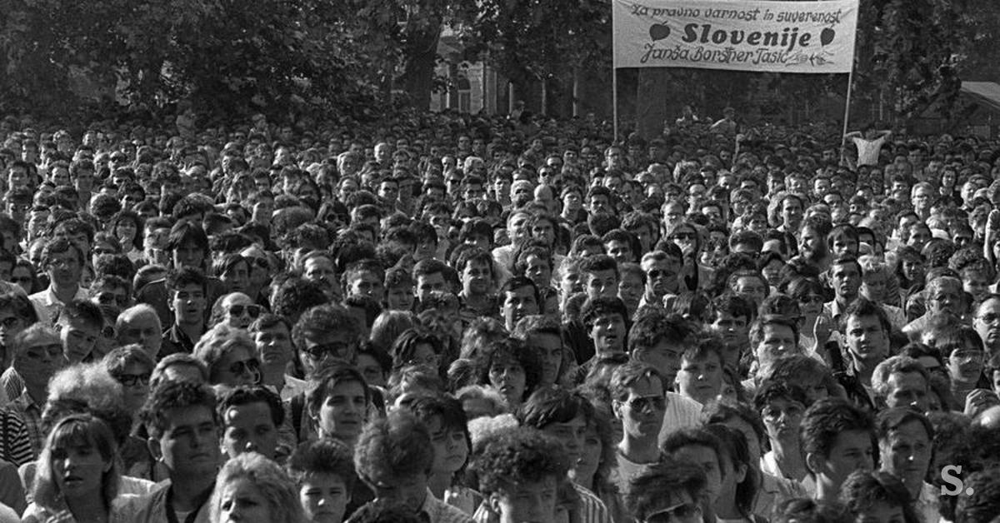 Za pravno varnost in suverenost
Slovenije
Janša Borštner Tasić
S.